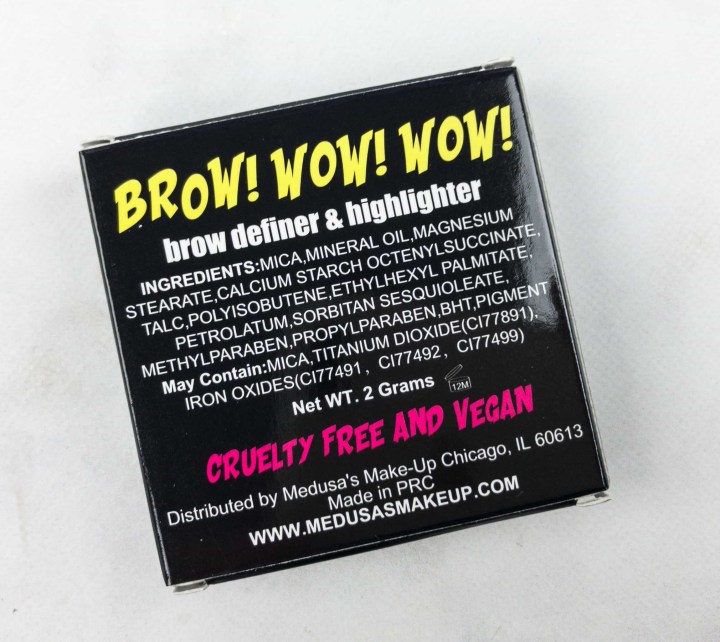 BROW! WOW! WOW!
brow definer & highlighter
INGREDIENTS:MICA,MINERAL OIL,MAGNESIUM
STEARATE,CALCIUM STARCH OCTENYLSUCCINATE,
TALC,POLYISOBUTENE,ETHYLHEXYL PALMITATE,
PETROLATUM,SORBITAN SESQUIOLEATE,
METHYLPARABEN,PROPYLPARABEN,BHT,PIGMENT
May Contain:MICA,TITANIUM DIOXIDE(CI77891),
IRON OXIDES(CI77491, CI77492, CI77499)
Net WT. 2 Grams 12M
CRUELTY FREE AND VEGAN
Distributed by Medusa's Make-Up Chicago, IL 60613
Made in PRC
WWW.MEDUSASMAKEUP.COM